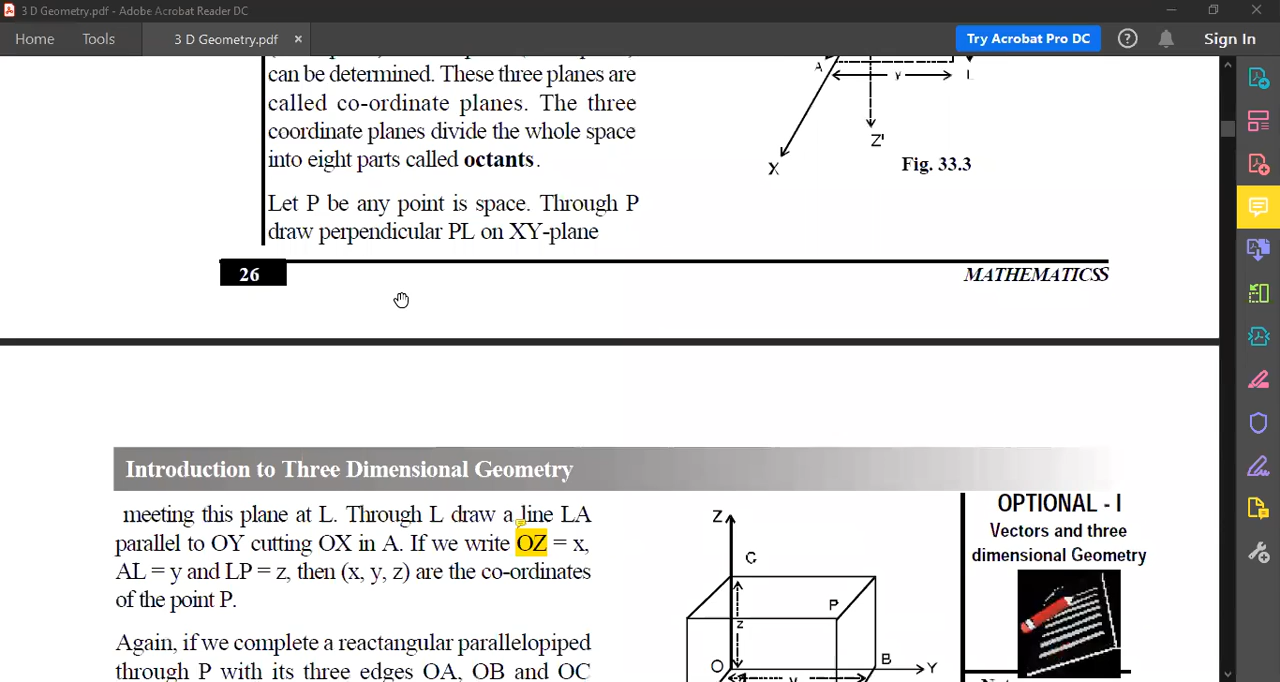 3 D Geometry.pdf - Adobe Acrobat Reader DC
Home Tools 3 D Geometry.pdf × Try Acrobat Pro DC ? Sign In
can be determined. These three planes are
called co-ordinate planes. The three
coordinate planes divide the whole space
into eight parts called octants.
Let P be any point is space. Through P
draw perpendicular PL on XY-plane
A
y
L
Z'
X
Fig. 33.3
26
MATHEMATICSS
Introduction to Three Dimensional Geometry
meeting this plane at L. Through L draw a line LA
parallel to OY cutting OX in A. If we write OZ = x,
AL = y and LP = z, then (x, y, z) are the co-ordinates
of the point P.
Again, if we complete a reactangular parallelopiped
through P with its three edges OA, OB and OC
Z
C
P
z
O
B
Y
y
OPTIONAL - I
Vectors and three
dimensional Geometry